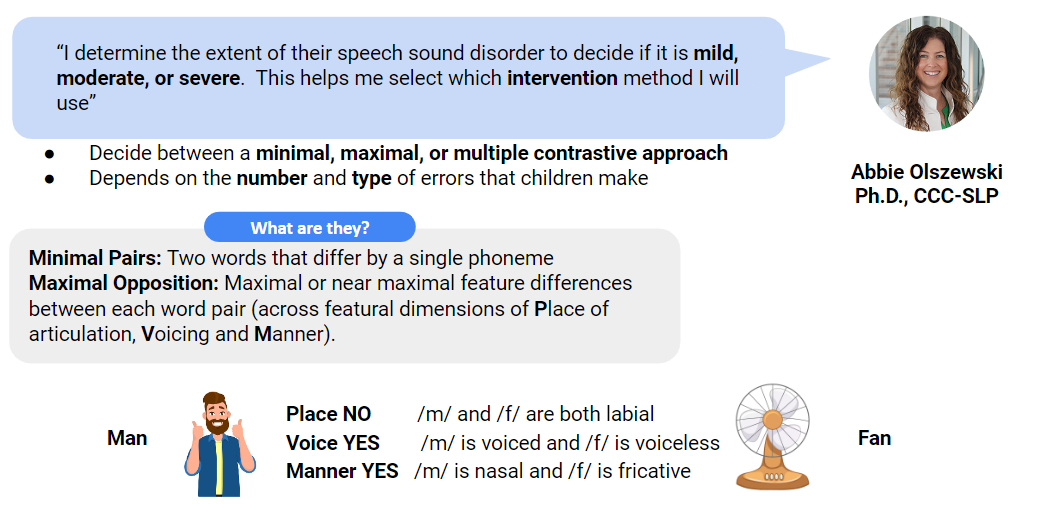 “I determine the extent of their speech sound disorder to decide if it is mild,
moderate, or severe.  This helps me select which intervention method I will
use”
● Decide between a minimal, maximal, or multiple contrastive approach
● Depends on the number and type of errors that children make
Abbie Olszewski
Ph.D., CCC-SLP
What are they?
Minimal Pairs: Two words that differ by a single phoneme
Maximal Opposition: Maximal or near maximal feature differences
between each word pair (across featural dimensions of Place of
articulation, Voicing and Manner).
Man
Place NO /m/ and /f/ are both labial
Voice YES /m/ is voiced and /f/ is voiceless
Manner YES /m/ is nasal and /f/ is fricative
Fan